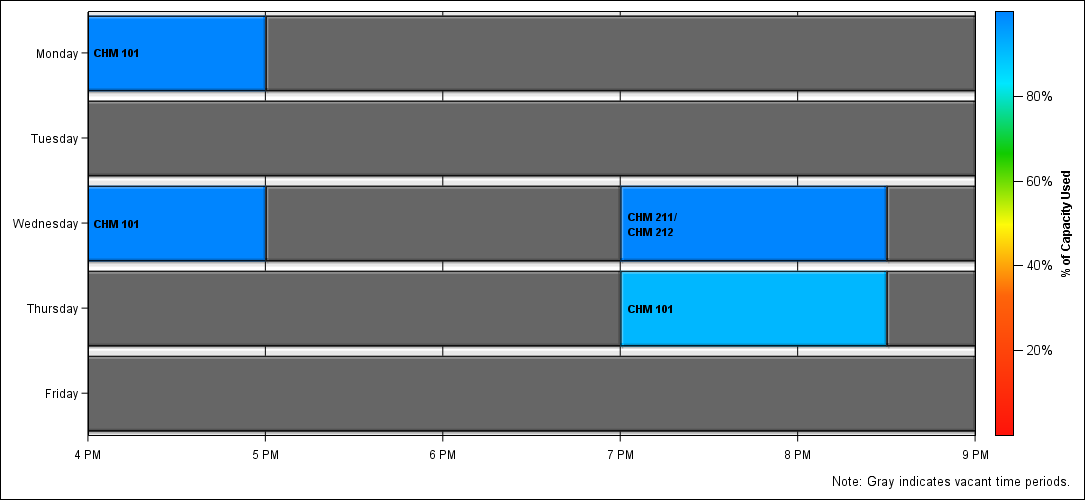 Monday
CHM 101
Tuesday
Wednesday
CHM 101
CHM 211/
CHM 212
Thursday
CHM 101
Friday
4 PM
5 PM
6 PM
7 PM
8 PM
9 PM
80%
60%
40%
20%
% of Capacity Used
Note: Gray indicates vacant time periods.